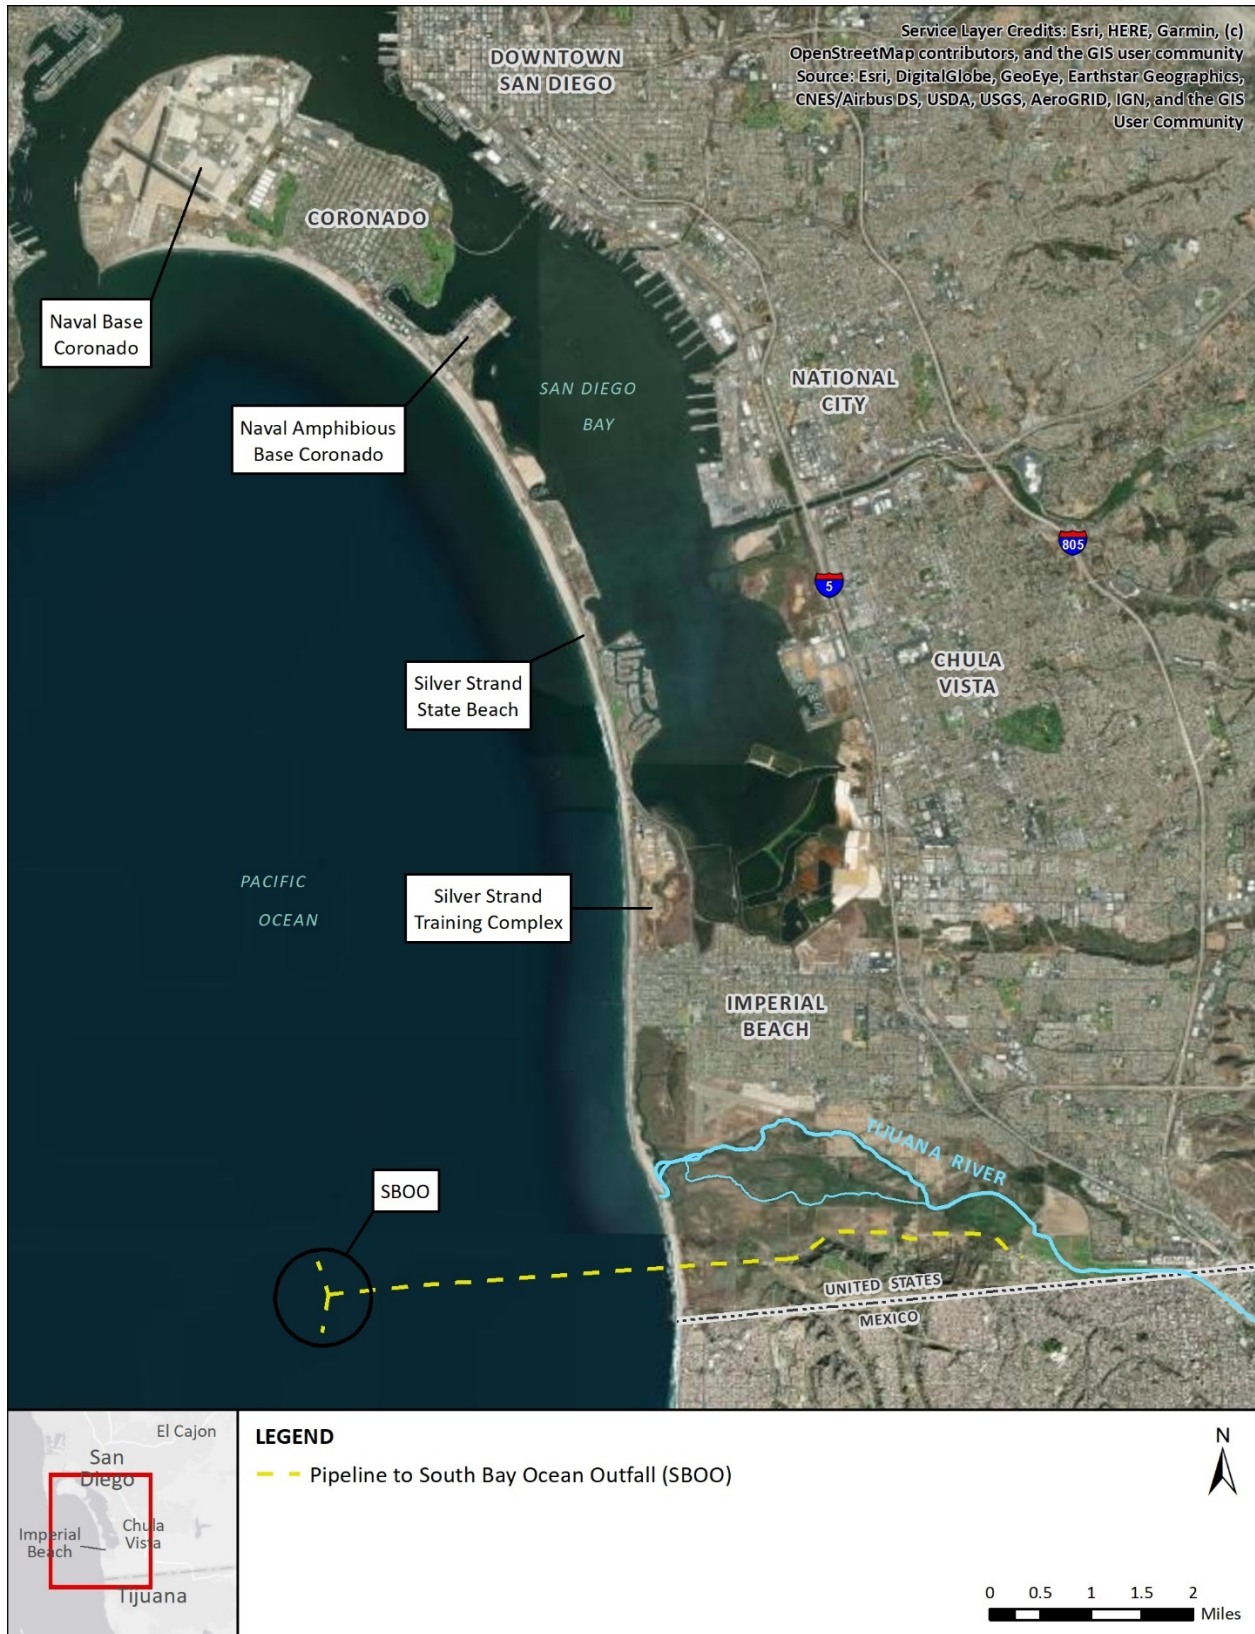 Service Layer Credits: Esri, HERE, Garmin, (c)
OpenStreetMap contributors, and the GIS user community
Source: Esri, DigitalGlobe, GeoEye, Earthstar Geographics,
CNES/Airbus DS, USDA, USGS, AeroGRID, IGN, and the GIS
User Community
DOWNTOWN
SAN DIEGO
CORONADO
Naval Base
Coronado
SAN DIEGO
BAY
NATIONAL
CITY
Naval Amphibious
Base Coronado
805
5
CHULA
VISTA
Silver Strand
State Beach
PACIFIC
OCEAN
Silver Strand
Training Complex
IMPERIAL
BEACH
TIJUANA RIVER
SBOO
UNITED STATES
MEXICO
El Cajon
San
Diego
Chula
Vista
Imperial
Beach
Tijuana
LEGEND
Pipeline to South Bay Ocean Outfall (SBOO)
N
0 0.5 1 1.5 2
Miles